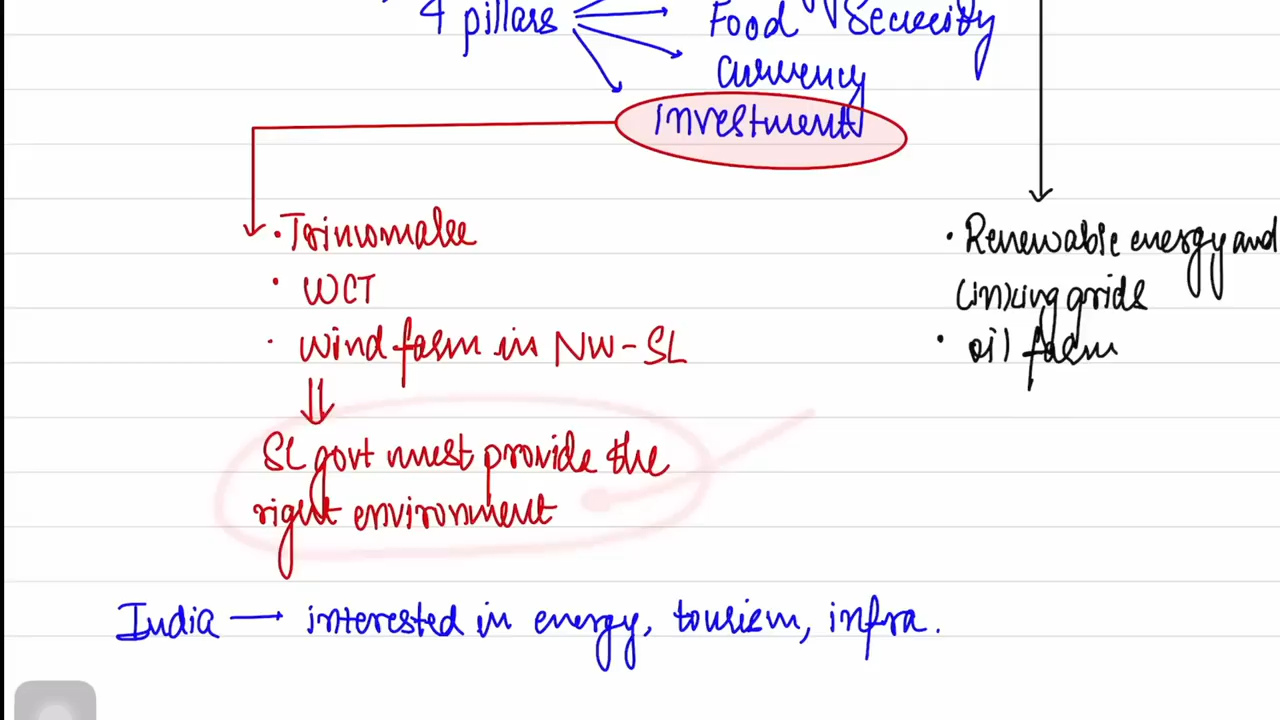 4 pillars
Food Security
currency
investment
• Trincomalee
• WCT
• wind farm in NW - SL
SL govt must provide the
right environment
• Renewable energy and
linking grids
• oil farm
India → interested in energy, tourism, infra.